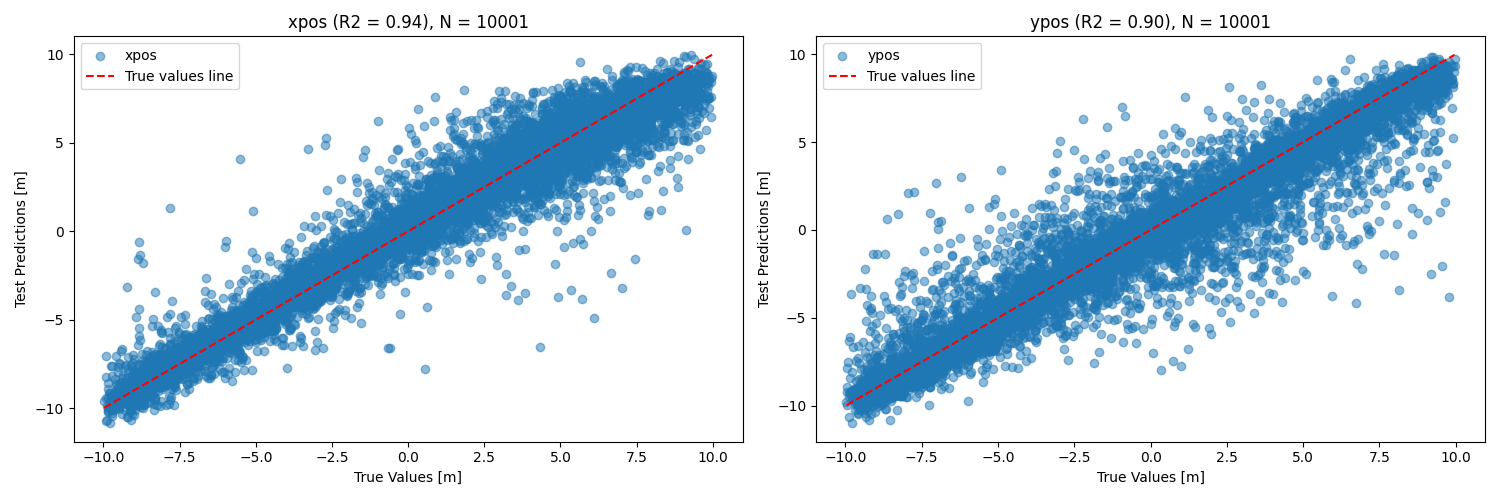 xpos (R2 = 0.94), N = 10001
xpos
True values line
10
5
0
−5
−10
Test Predictions [m]
−10.0 −7.5 −5.0 −2.5 0.0 2.5 5.0 7.5 10.0
True Values [m]
ypos (R2 = 0.90), N = 10001
ypos
True values line
10
5
0
−5
−10
Test Predictions [m]
−10.0 −7.5 −5.0 −2.5 0.0 2.5 5.0 7.5 10.0
True Values [m]